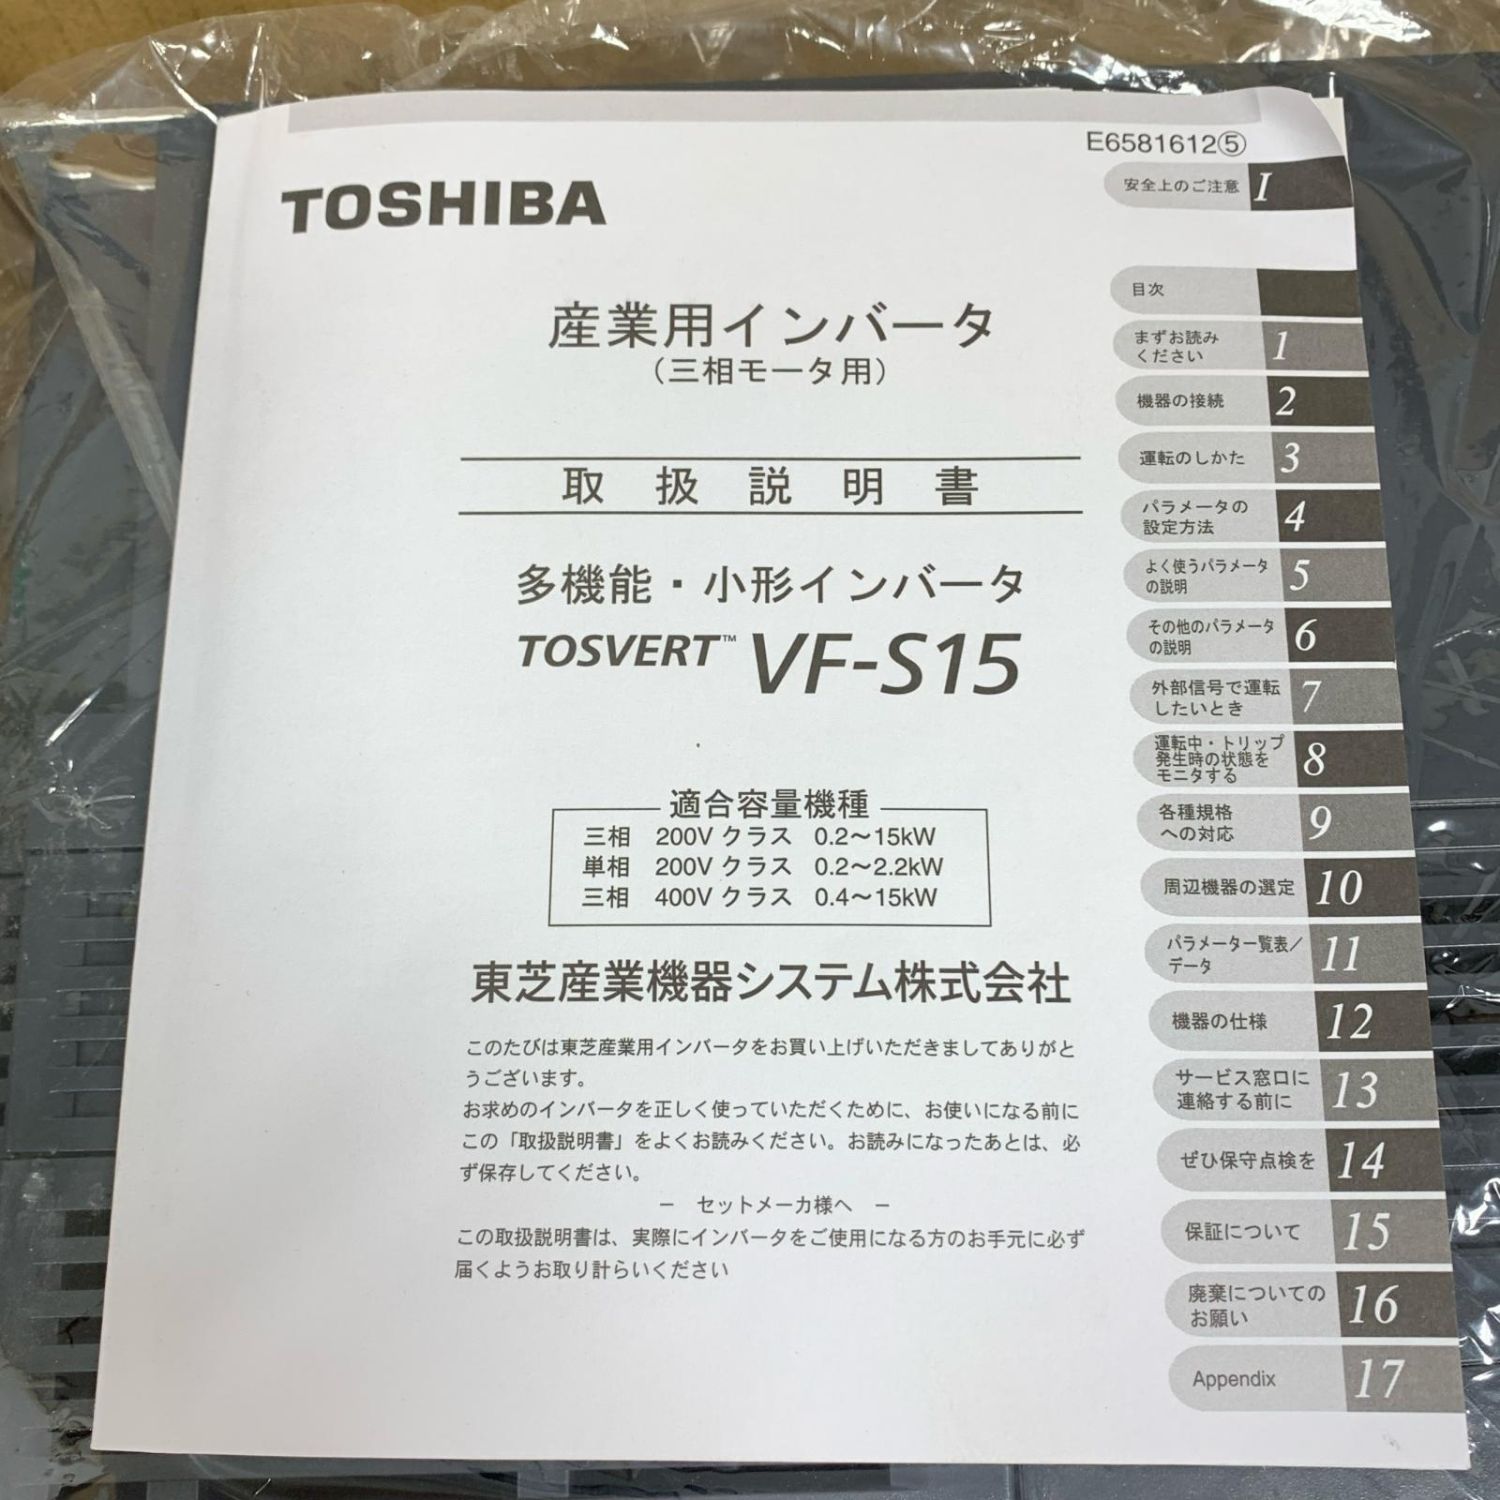 E6581612⑤
TOSHIBA
産業用インバータ
（三相モータ用）
取扱説明書
多機能・小形インバータ
TOSVERT™ VF-S15
適合容量機種
三相 200V クラス 0.2～15kW
単相 200V クラス 0.2～2.2kW
三相 400V クラス 0.4～15kW
東芝産業機器システム株式会社
このたびは東芝産業用インバータをお買い上げいただきましてありがと
うございます。
お求めのインバータを正しく使っていただくために、お使いになる前に
この「取扱説明書」をよくお読みください。お読みになったあとは、必
ず保存してください。
－ セットメーカ様へ －
この取扱説明書は、実際にインバータをご使用になる方のお手元に必ず
届くようお取り計らいください
安全上のご注意 I
目次
まずお読み
ください 1
機器の接続 2
運転のしかた 3
パラメータの
設定方法 4
よく使うパラメータ
の説明 5
その他のパラメータ
の説明 6
外部信号で運転
したいとき 7
運転中・トリップ
発生時の状態を
モニタする 8
各種規格
への対応 9
周辺機器の選定 10
パラメーター覧表／
データ 11
機器の仕様 12
サービス窓口に
連絡する前に 13
ぜひ保守点検を 14
保証について 15
廃棄についての
お願い 16
Appendix 17